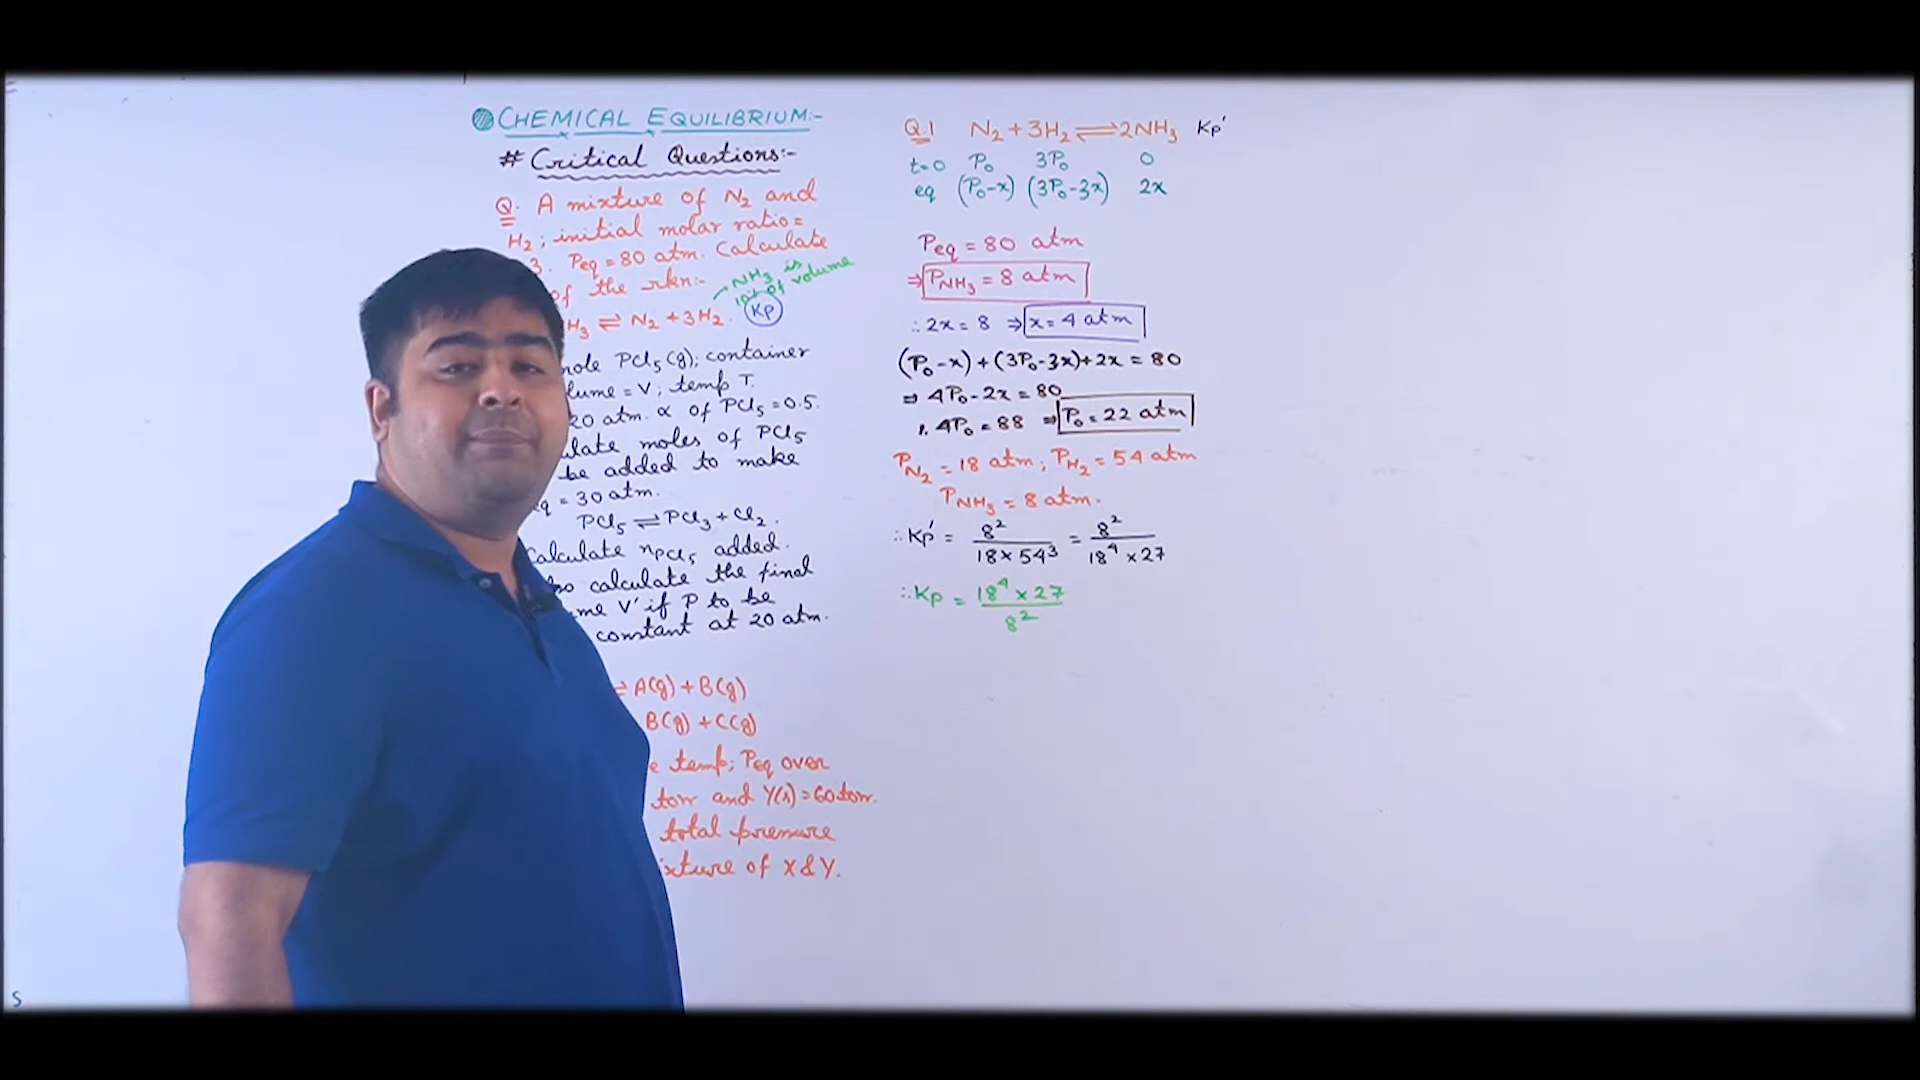 CHEMICAL EQUILIBRIUM:-
# Critical Questions:-
Q. A mixture of N₂ and
H₂; initial molar ratio=
3. Peq = 80 atm. Calculate
of the rkn:- NH₃ is of volume
H₃ ⇌ N₂ + 3H₂. Kp
mole PCl₅(g); container
lume = V; temp T.
20 atm. α of PCl₅ = 0.5.
late moles of PCl₅
be added to make
q = 30 atm.
PCl₅ ⇌ PCl₃ + Cl₂.
Calculate nPCl₅ added.
so calculate the final
me V' if P to be
constant at 20 atm.
⇌ A(g) + B(g)
B(g) + C(g)
e temp; Peq over
torr and Y(s) = 60 torr.
total pressure
xture of X & Y.
Q.1 N₂ + 3H₂ ⇌ 2NH₃ Kp'
t=0 P₀ 3P₀ 0
eq (P₀-x) (3P₀-3x) 2x
Peq = 80 atm
⇒ PNH₃ = 8 atm
∴ 2x = 8 ⇒ x = 4 atm
(P₀-x) + (3P₀-3x) + 2x = 80
⇒ 4P₀ - 2x = 80
4P₀ = 88 ⇒ P₀ = 22 atm
PN₂ = 18 atm; PH₂ = 54 atm
PNH₃ = 8 atm.
∴ Kp' = 8²/18×54³ = 8²/18⁴×27
∴ Kp = 18⁴×27/8²
S